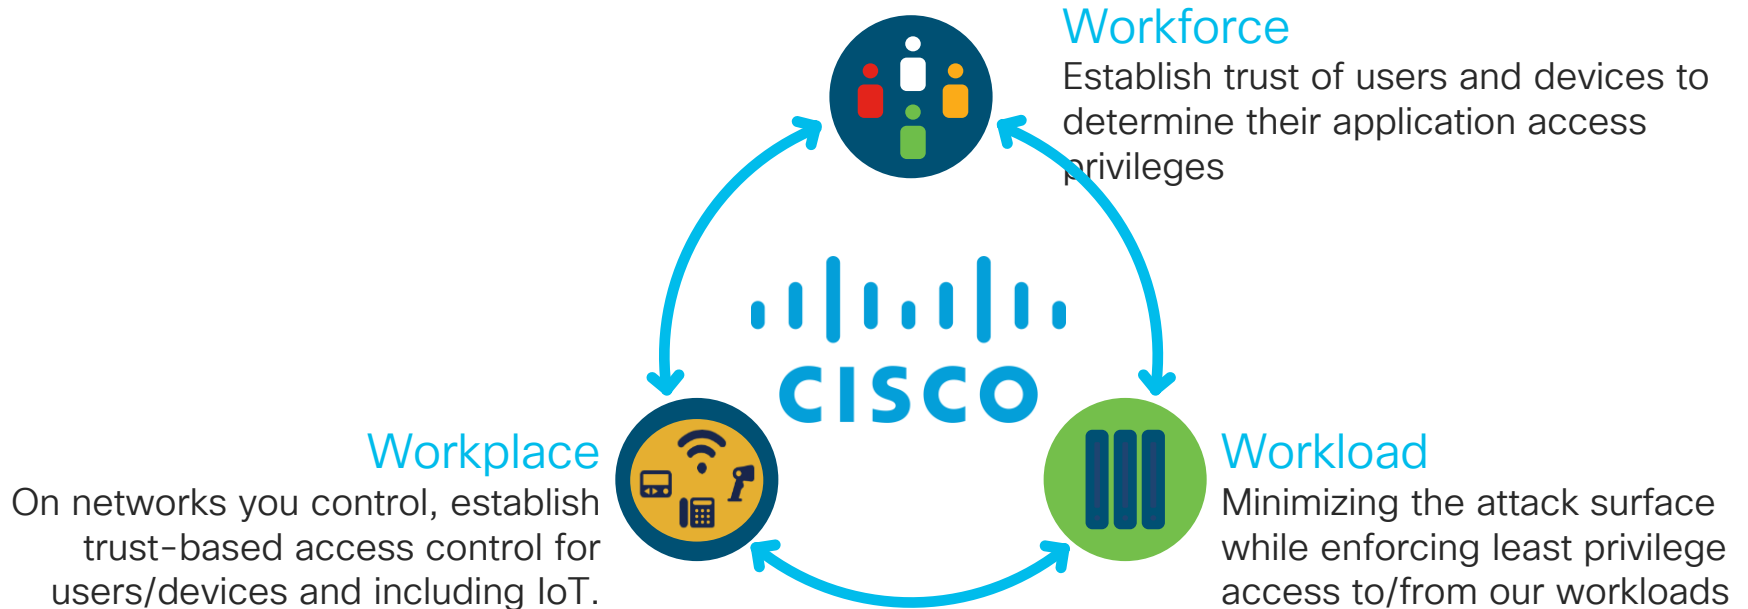 Workforce
Establish trust of users and devices to
determine their application access
privileges
CISCO
Workplace
On networks you control, establish
trust-based access control for
users/devices and including IoT.
Workload
Minimizing the attack surface
while enforcing least privilege
access to/from our workloads